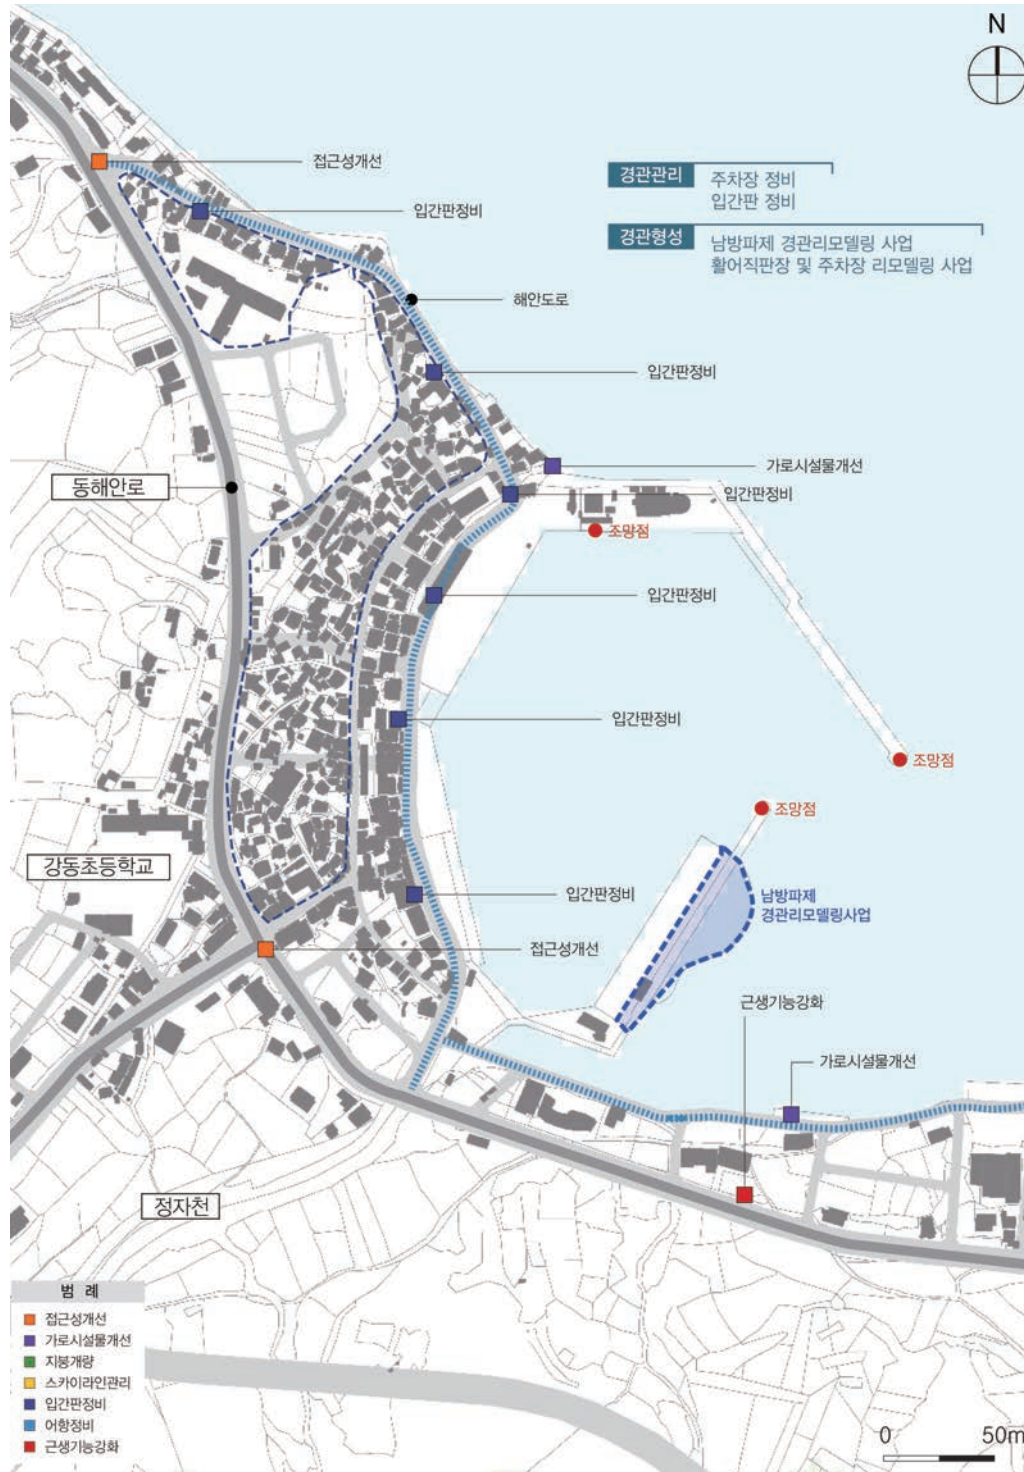 N
접근성개선
경관관리
주차장 정비
입간판 정비
입간판정비
경관형성
남방파제 경관리모델링 사업
활어직판장 및 주차장 리모델링 사업
해안도로
입간판정비
가로시설물개선
동해안로
입간판정비
조망점
입간판정비
입간판정비
조망점
조망점
강동초등학교
입간판정비
남방파제
경관리모델링사업
접근성개선
근생기능강화
가로시설물개선
정자천
범 례
접근성개선
가로시설물개선
지붕개량
스카이라인관리
입간판정비
어항정비
근생기능강화
0 50m